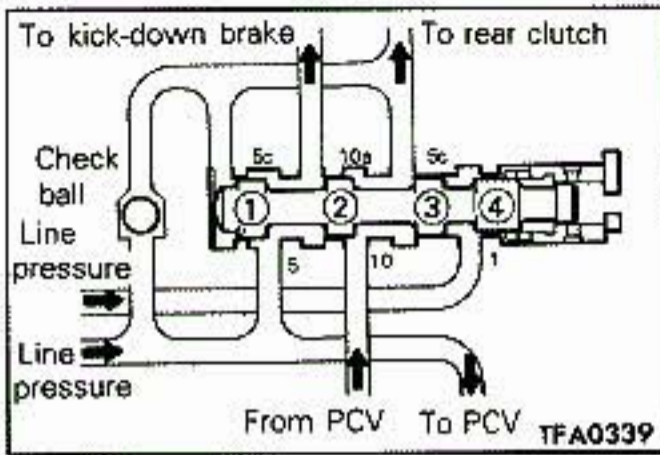 To kick-down brake
To rear clutch
5c
10a
5c
Check
ball
1
2
3
4
Line
pressure
5
10
1
Line
pressure
From PCV
To PCV
TFA0339